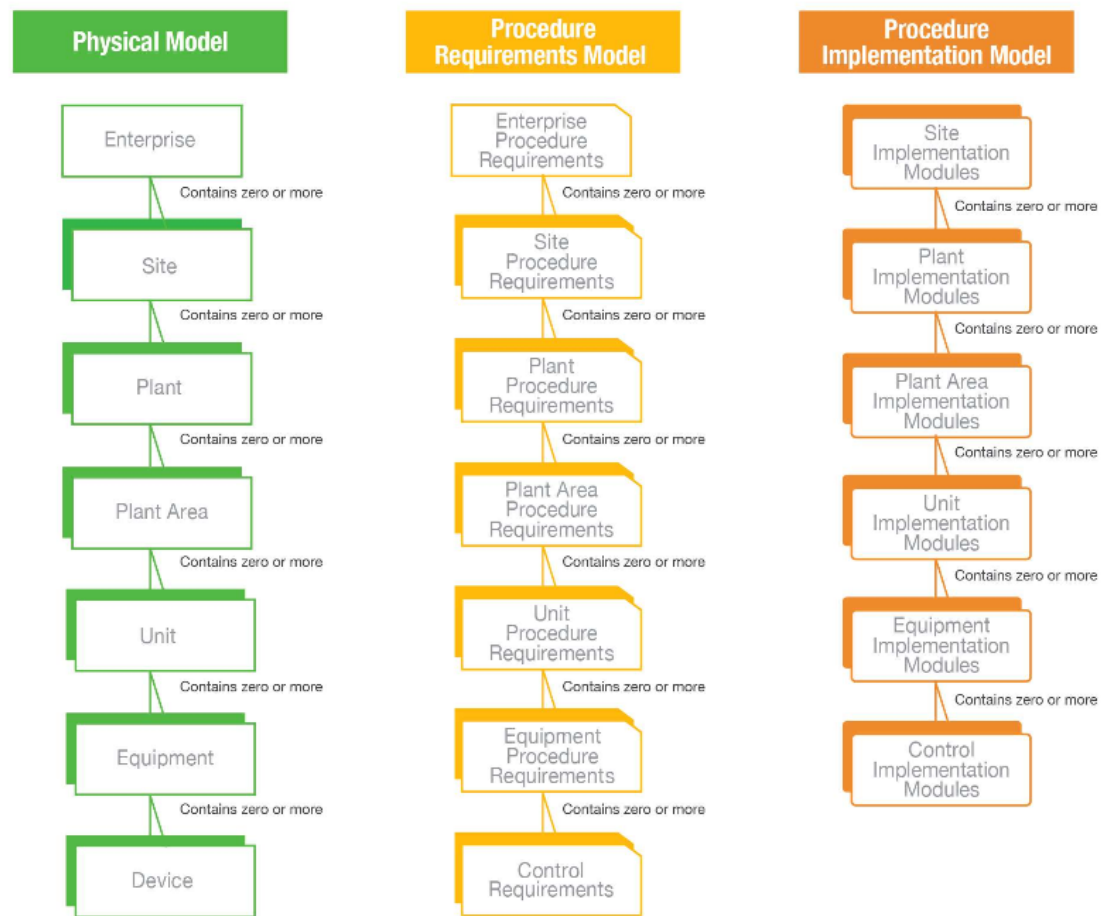 Physical Model
Enterprise
Contains zero or more
Site
Contains zero or more
Plant
Contains zero or more
Plant Area
Contains zero or more
Unit
Contains zero or more
Equipment
Contains zero or more
Device
Procedure
Requirements Model
Enterprise
Procedure
Requirements
Contains zero or more
Site
Procedure
Requirements
Contains zero or more
Plant
Procedure
Requirements
Contains zero or more
Plant Area
Procedure
Requirements
Contains zero or more
Unit
Procedure
Requirements
Contains zero or more
Equipment
Procedure
Requirements
Contains zero or more
Control
Requirements
Procedure
Implementation Model
Site
Implementation
Modules
Contains zero or more
Plant
Implementation
Modules
Contains zero or more
Plant Area
Implementation
Modules
Contains zero or more
Unit
Implementation
Modules
Contains zero or more
Equipment
Implementation
Modules
Contains zero or more
Control
Implementation
Modules